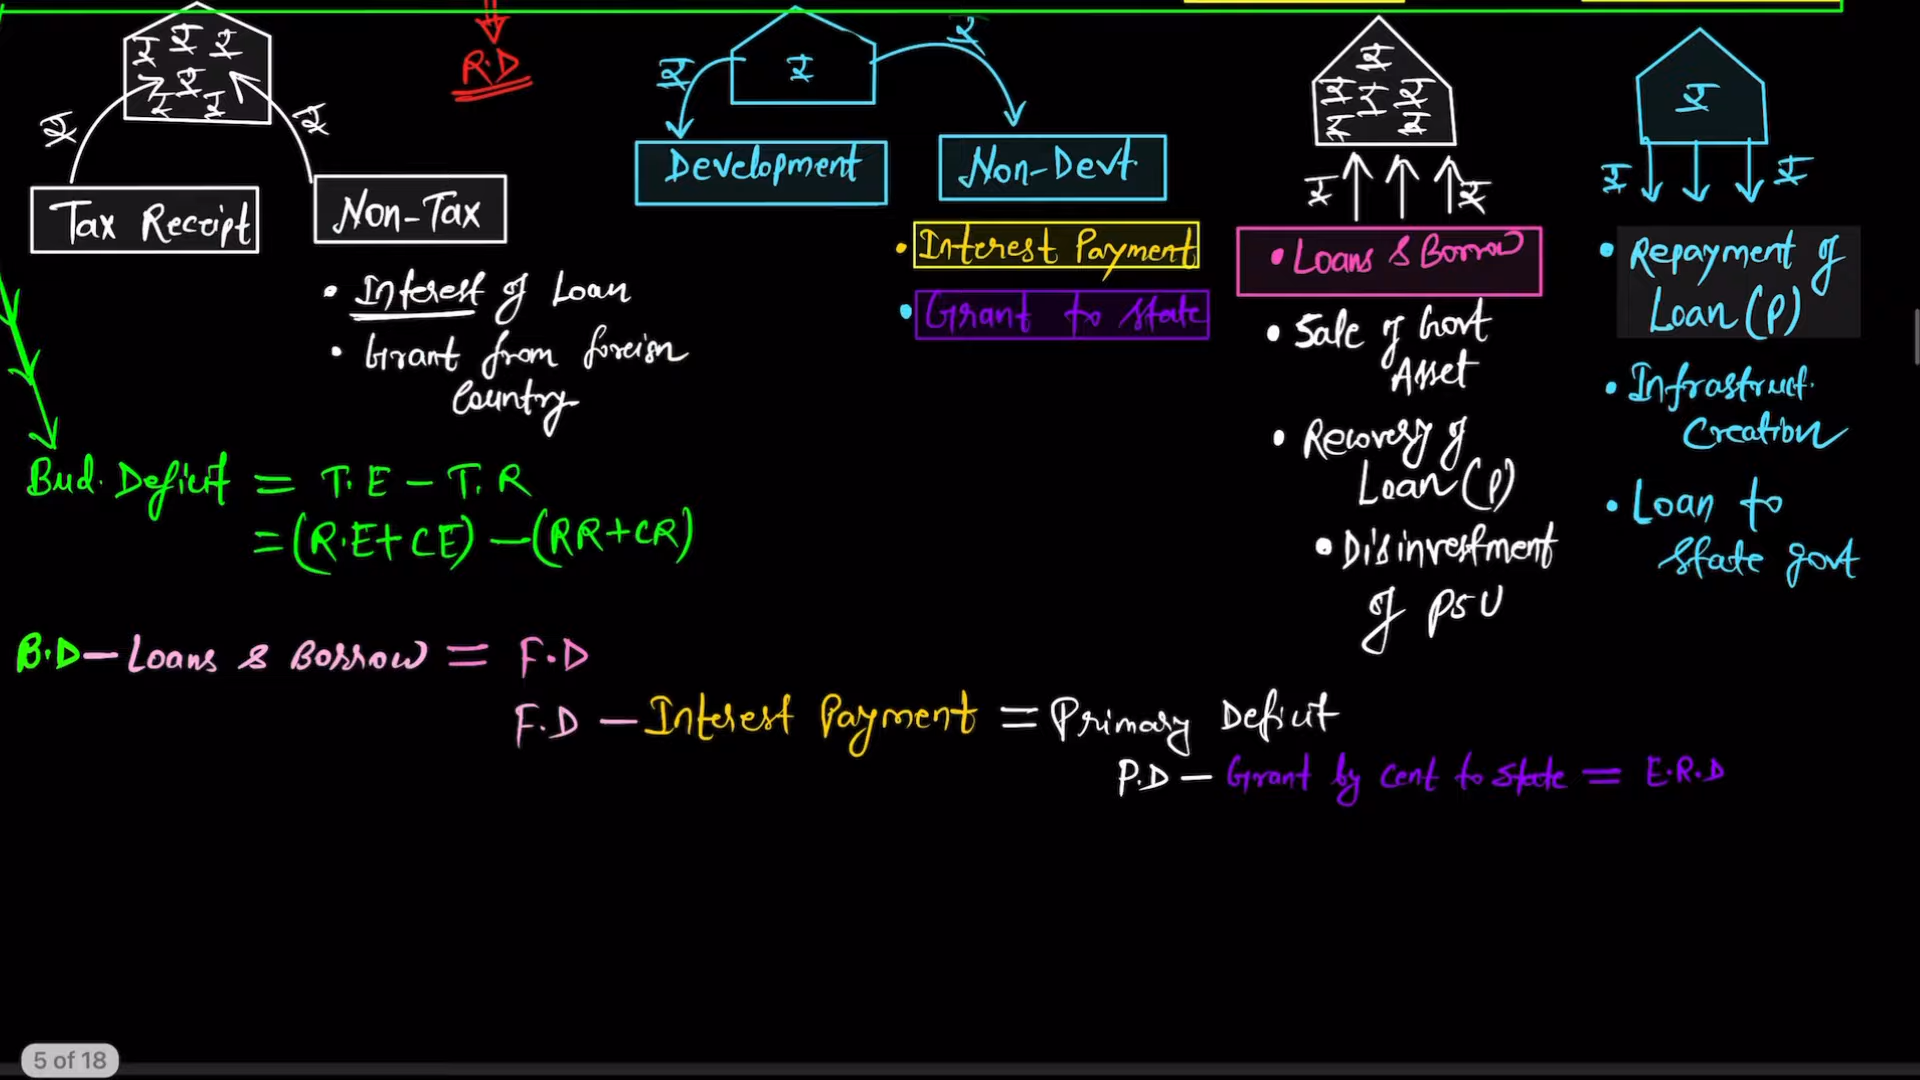 ₹ ₹ ₹
₹
₹ ₹
₹ ₹
Tax Receipt
Non-Tax
• Interest of Loan
• Grant from foreign
Country
R.D
₹
₹ ₹
Development
Non-Devt
• Interest Payment
• Grant to State
₹
₹ ₹ ₹
₹ ₹
₹ ₹
• Loans & Borrow
• Sale of Govt
Asset
• Recovery of
Loan (P)
• Disinvestment
of PSU
₹
₹ ₹
• Repayment of
Loan (P)
• Infrastruct.
Creation
• Loan to
State govt
Bud. Deficit = T.E - T.R
= (R.E+CE) - (RR+CR)
B.D - Loans & Borrow = F.D
F.D - Interest Payment = Primary Deficit
P.D - Grant by Cent to State = E.R.D
5 of 18